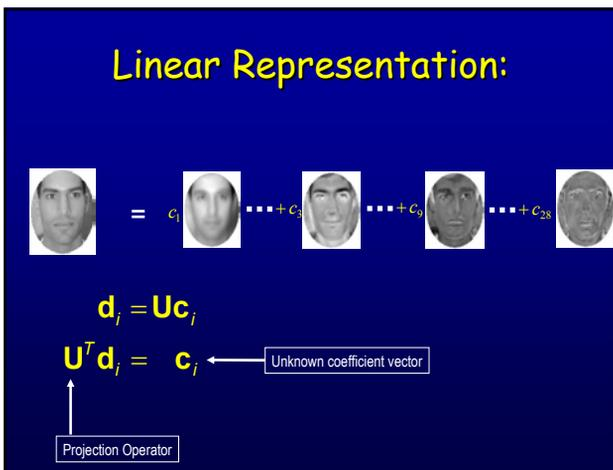 Linear Representation:
= c₁ ▪▪▪ + c₃ ▪▪▪ + c₉ ▪▪▪ + c₂₈
dᵢ = Ucᵢ
Uᵀdᵢ = cᵢ
Unknown coefficient vector
Projection Operator